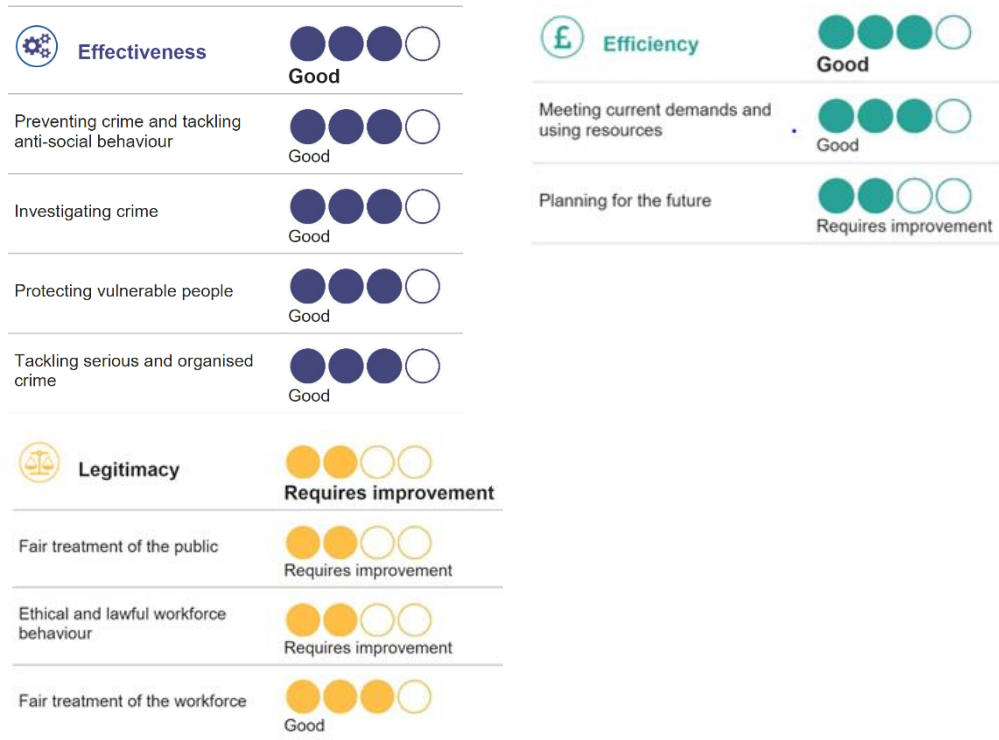 Effectiveness
Good
Preventing crime and tackling
anti-social behaviour
Good
Investigating crime
Good
Protecting vulnerable people
Good
Tackling serious and organised
crime
Good
£
Efficiency
Good
Meeting current demands and
using resources
Good
Planning for the future
Requires improvement
Legitimacy
Requires improvement
Fair treatment of the public
Requires improvement
Ethical and lawful workforce
behaviour
Requires improvement
Fair treatment of the workforce
Good